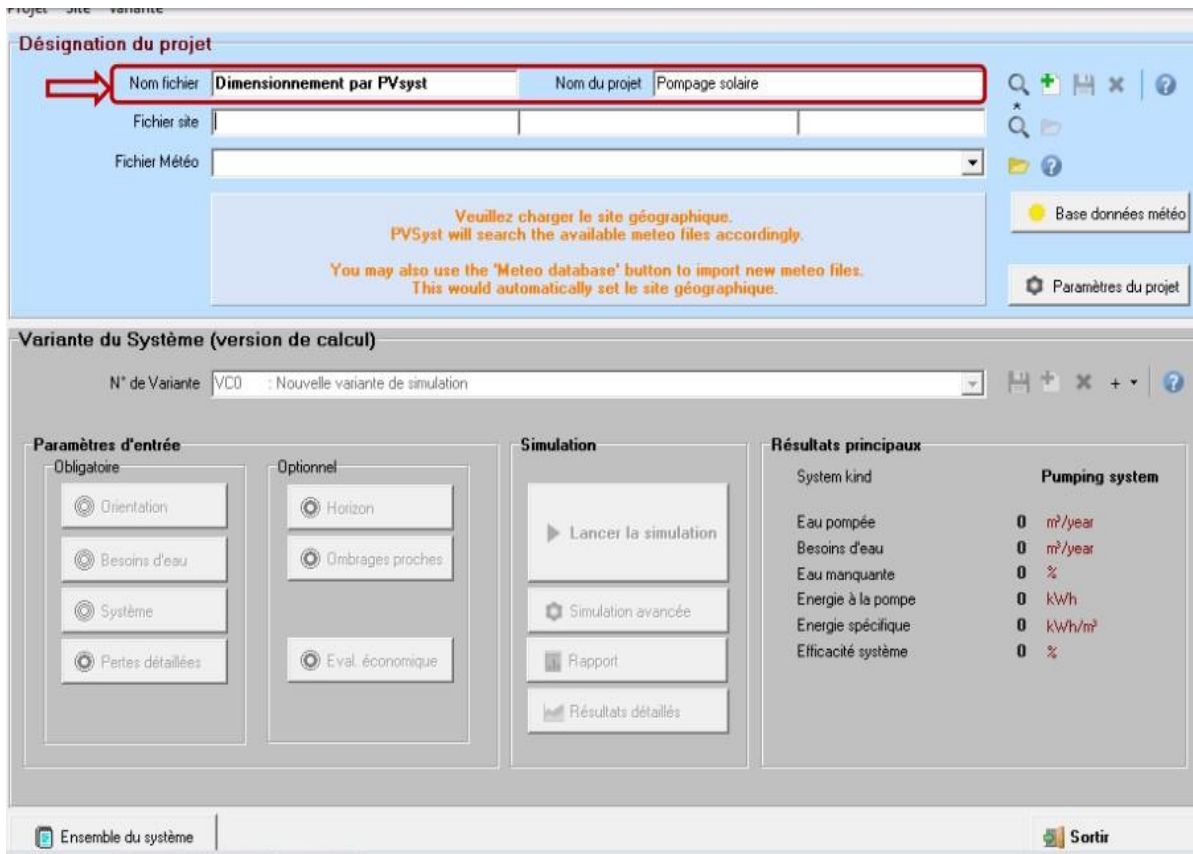 Projet Site Variante
Désignation du projet
Nom fichier Dimensionnement par PVsyst Nom du projet Pompage solaire
Fichier site
Fichier Météo
Veuillez charger le site géographique.
PVSyst will search the available meteo files accordingly.
You may also use the 'Meteo database' button to import new meteo files.
This would automatically set le site géographique.
Base données météo
Paramètres du projet
Variante du Système (version de calcul)
N° de Variante VC0 : Nouvelle variante de simulation
Paramètres d'entrée
Obligatoire
Orientation
Besoins d'eau
Système
Pertes détaillées
Optionnel
Horizon
Ombrages proches
Eval. économique
Simulation
Lancer la simulation
Simulation avancée
Rapport
Résultats détaillés
Résultats principaux
System kind Pumping system
Eau pompée 0 m³/year
Besoins d'eau 0 m³/year
Eau manquante 0 %
Energie à la pompe 0 kWh
Energie spécifique 0 kWh/m³
Efficacité système 0 %
Ensemble du système
Sortir